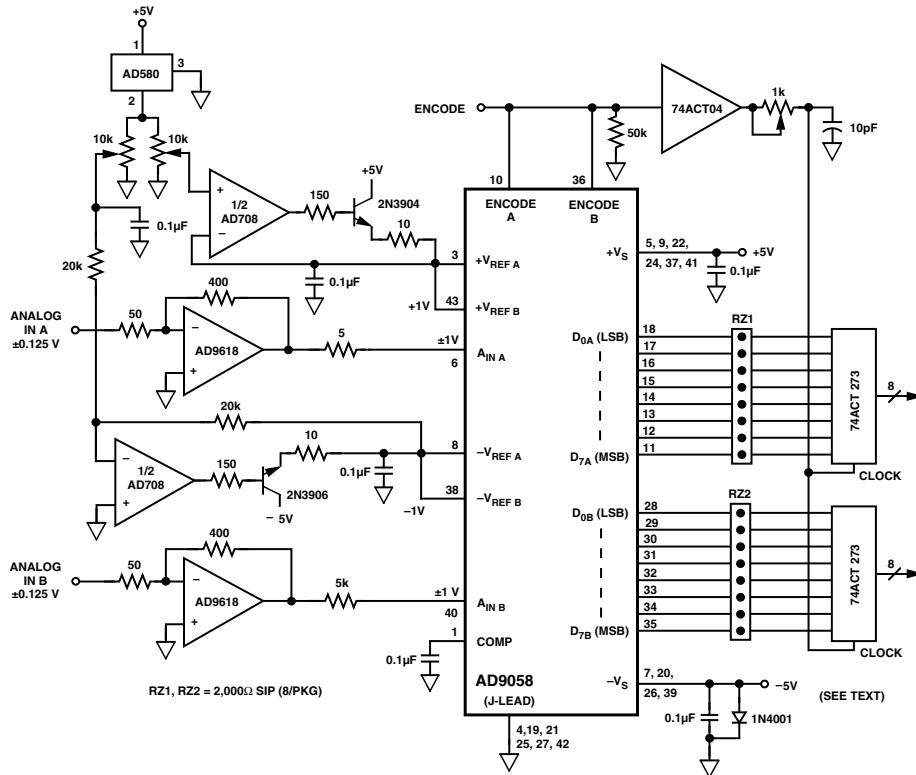 +5V
1
AD580
3
2
10k
10k
+5V
+
1/2
AD708
−
150
2N3904
10
0.1µF
20k
0.1µF
ENCODE
50k
74ACT04
1k
10pF
10
36
ENCODE
A
ENCODE
B
3
+VREF A
+1V
43
+VREF B
+VS
5, 9, 22,
24, 37, 41
+5V
0.1µF
ANALOG
IN A
±0.125 V
50
400
−
AD9618
+
5
±1V
6
AIN A
D0A (LSB)
D7A (MSB)
18
17
16
15
14
13
12
11
RZ1
74ACT 273
8
CLOCK
20k
−
1/2
AD708
+
150
10
2N3906
− 5V
0.1µF
8
−VREF A
38
−VREF B
−1V
D0B (LSB)
D7B (MSB)
28
29
30
31
32
33
34
35
RZ2
74ACT 273
8
CLOCK
ANALOG
IN B
±0.125 V
50
400
−
AD9618
+
5k
±1 V
AIN B
40
1
COMP
0.1µF
AD9058
(J-LEAD)
−VS
7, 20,
26, 39
−5V
0.1µF
1N4001
(SEE TEXT)
RZ1, RZ2 = 2,000Ω SIP (8/PKG)
4,19, 21
25, 27, 42